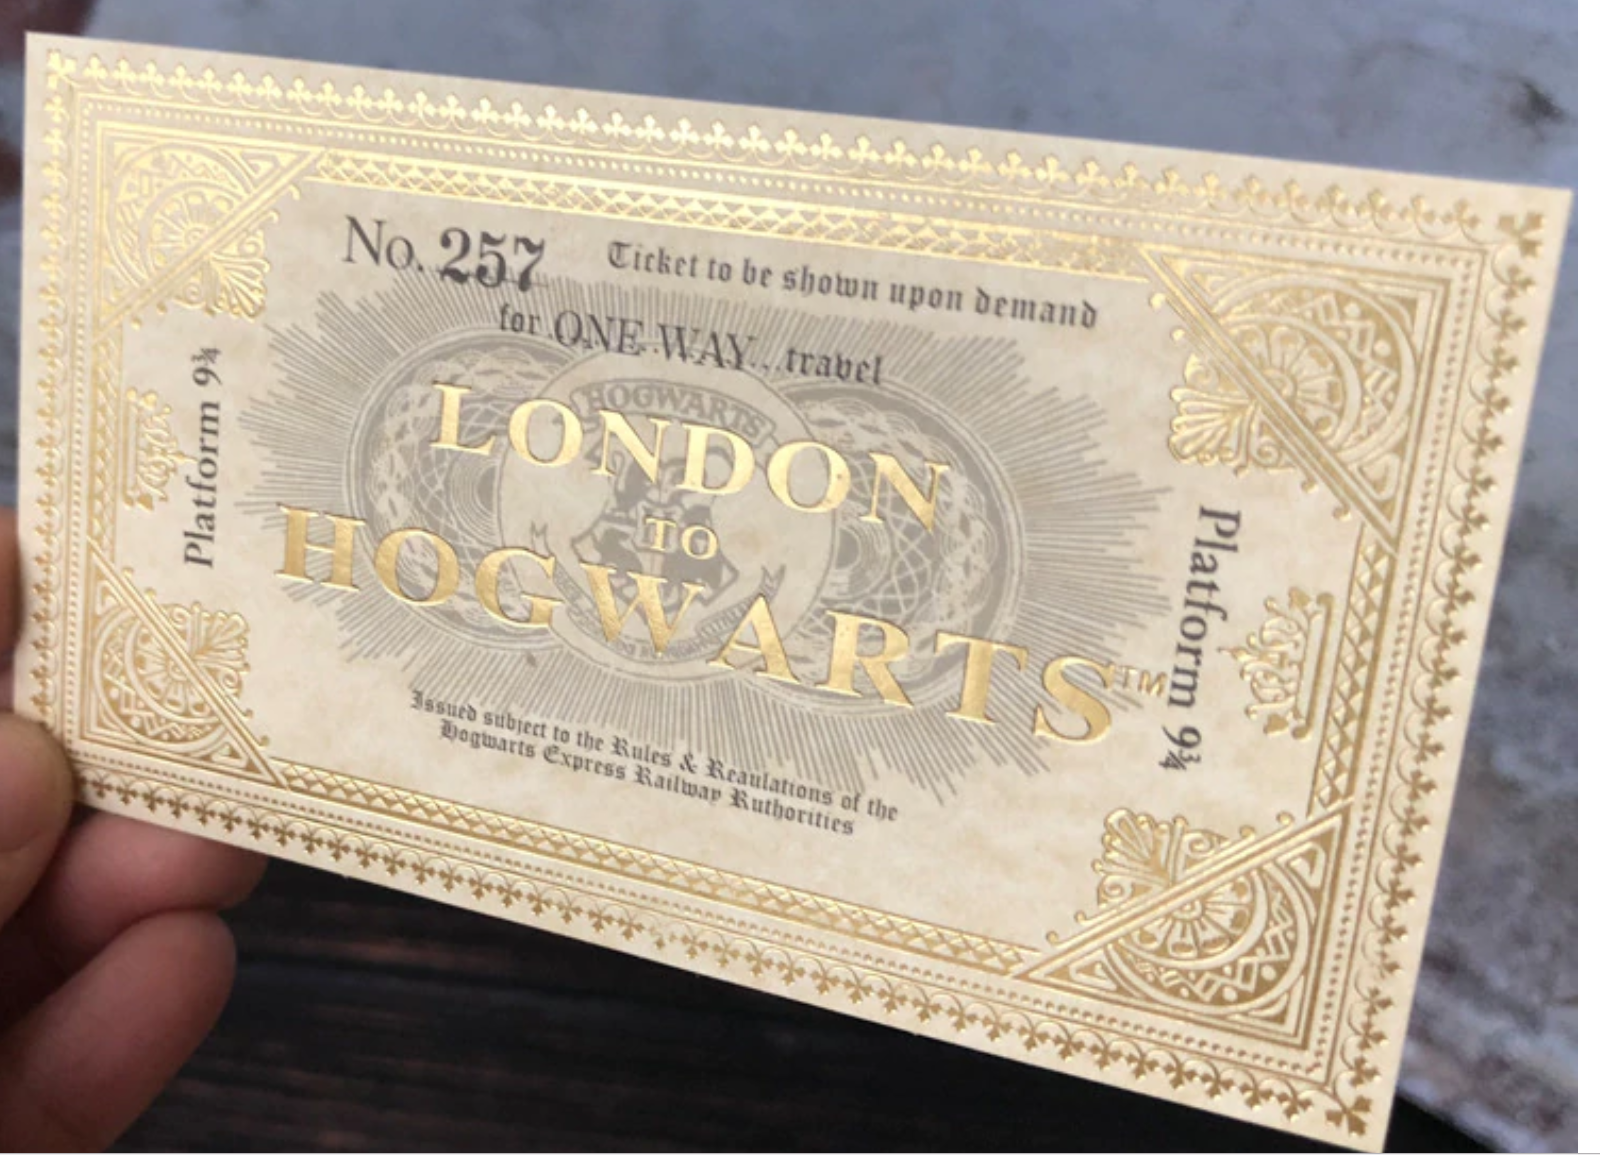 No. 257 Ticket to be shown upon demand
for ONE WAY...travel
HOGWARTS
LONDON
TO
HOGWARTS™
Issued subject to the Rules & Reaulations of the
Hogwarts Express Railway Ruthorities
Platform 9¾
Platform 9¾